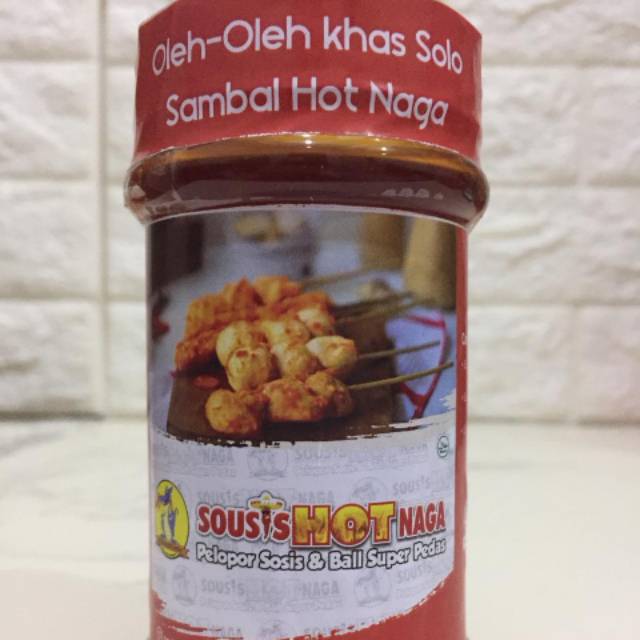 Oleh-Oleh khas Solo
Sambal Hot Naga
SOUSIS HOT NAGA
Pelopor Sosis & Ball Super Pedas